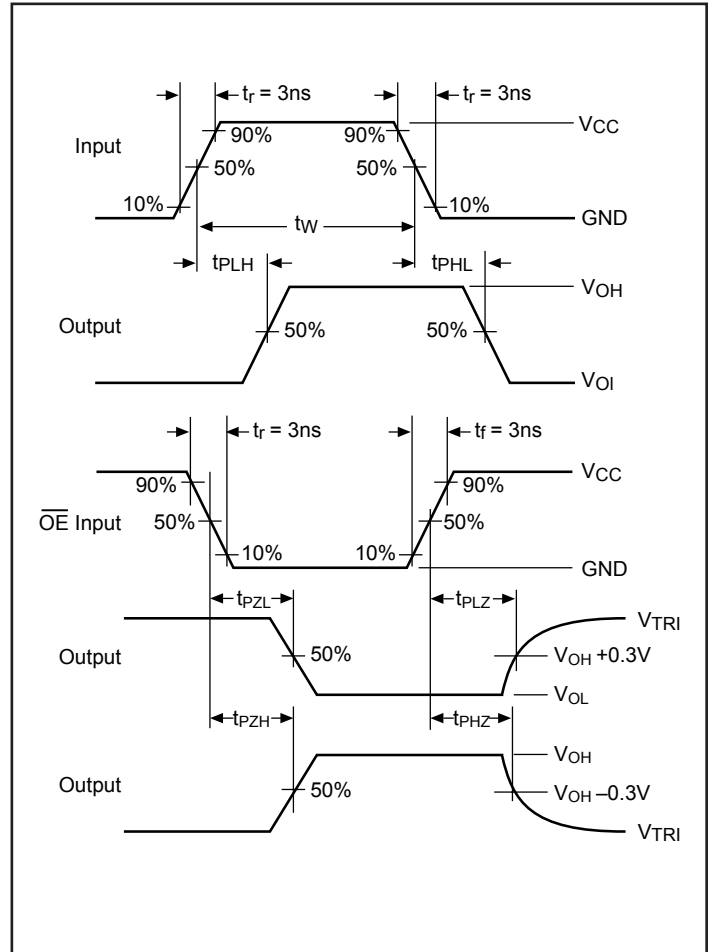 tr = 3ns tr = 3ns
VCC
90% 90%
Input
50% 50%
10% 10%
GND
tW
tPLH tPHL
VOH
Output
50% 50%
VOl
tr = 3ns tf = 3ns
VCC
90% 90%
OE Input 50% 50%
10% 10%
GND
tPZL tPLZ
VTRI
Output 50% VOH +0.3V
VOL
tPZH tPHZ
VOH
Output 50% VOH –0.3V
VTRI